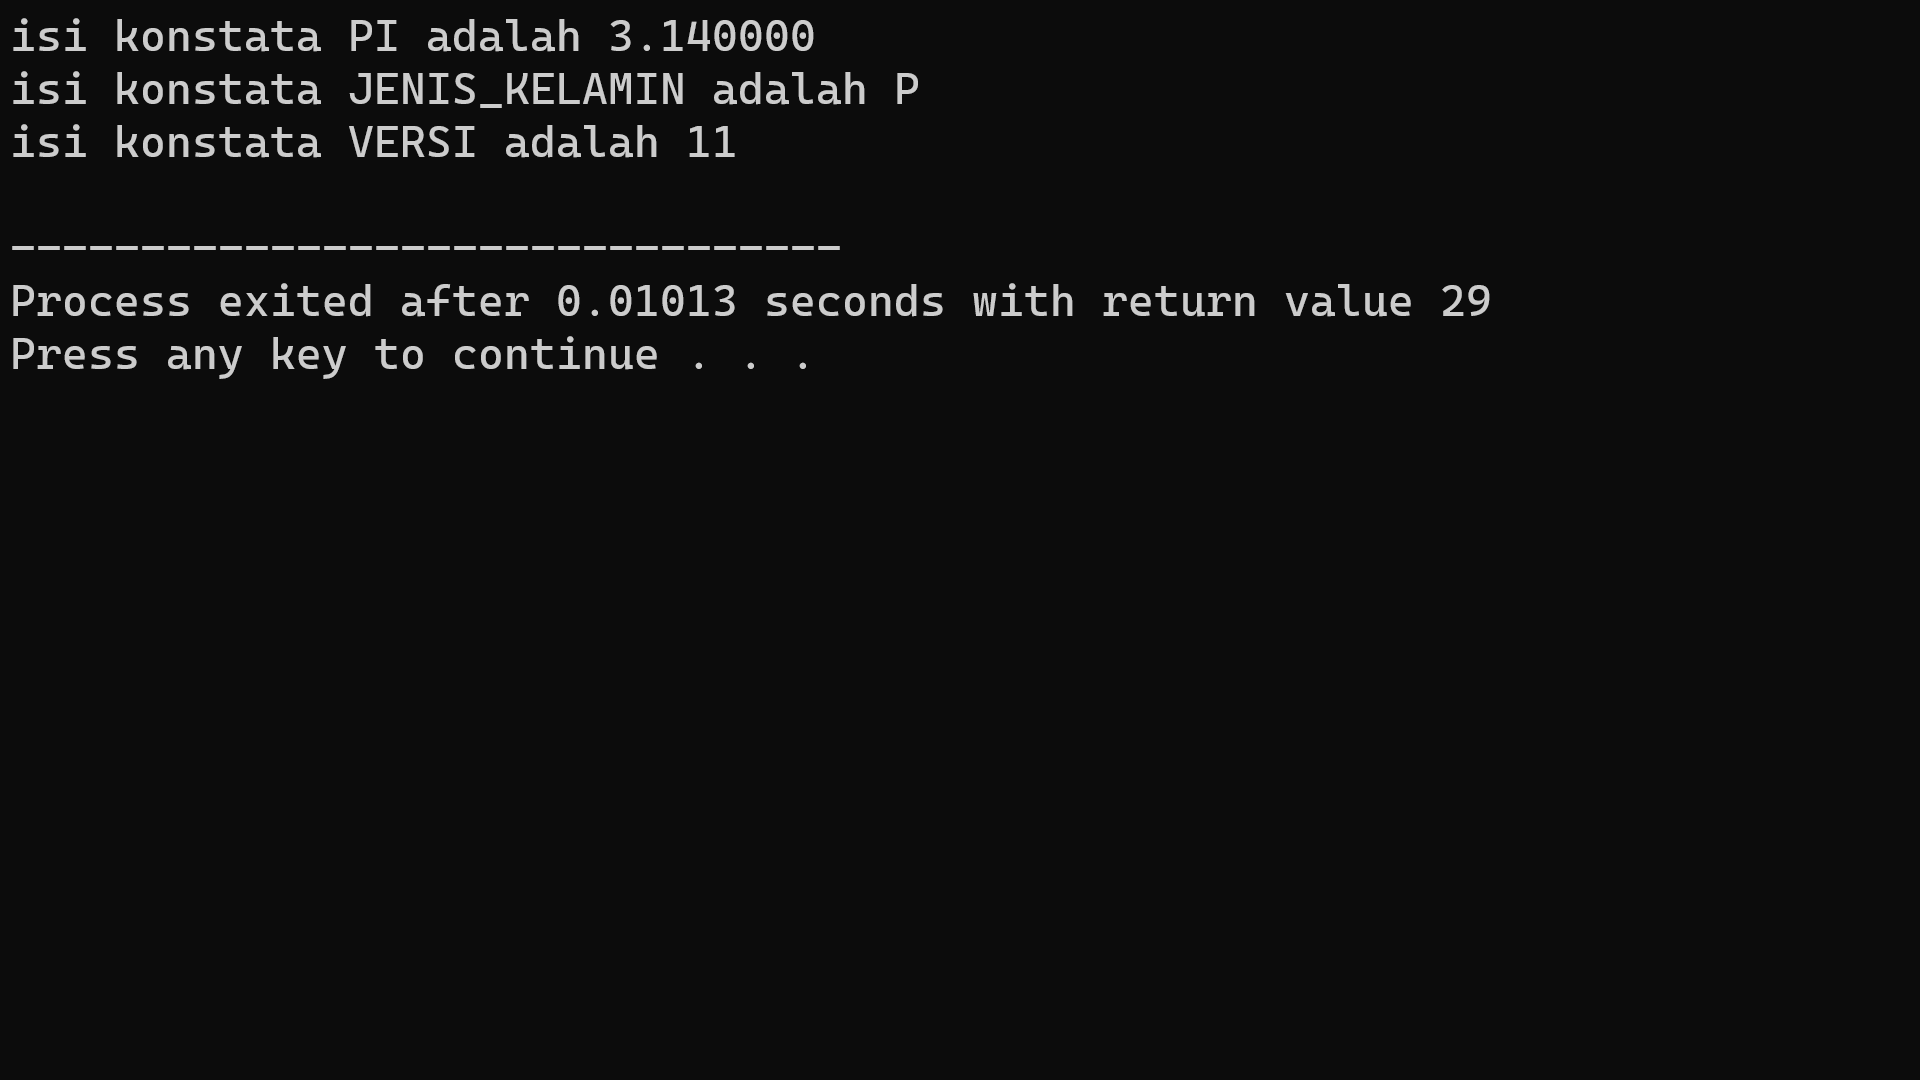 isi konstata PI adalah 3.140000
isi konstata JENIS_KELAMIN adalah P
isi konstata VERSI adalah 11
--------------------------------
Process exited after 0.01013 seconds with return value 29
Press any key to continue . . .